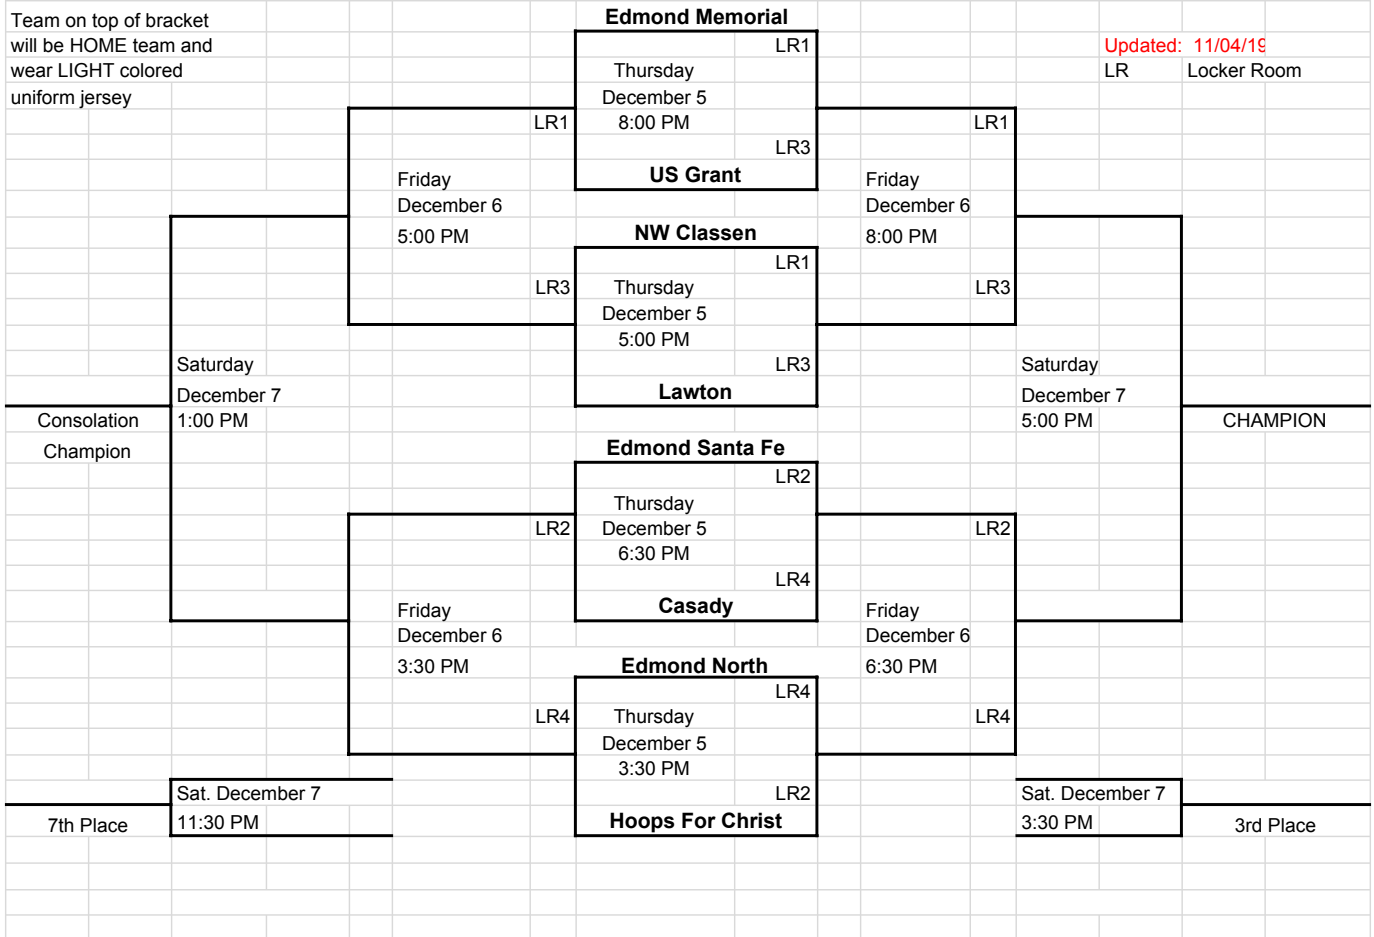 Team on top of bracket
will be HOME team and
wear LIGHT colored
uniform jersey
Updated: 11/04/19
LR Locker Room
Edmond Memorial
LR1
Thursday
December 5
8:00 PM
LR3
US Grant
NW Classen
LR1
Thursday
December 5
5:00 PM
LR3
Lawton
Edmond Santa Fe
LR2
Thursday
December 5
6:30 PM
LR4
Casady
Edmond North
LR4
Thursday
December 5
3:30 PM
LR2
Hoops For Christ
LR1
Friday
December 6
5:00 PM
LR3
LR2
Friday
December 6
3:30 PM
LR4
Saturday
December 7
1:00 PM
Consolation
Champion
Sat. December 7
11:30 PM
7th Place
LR1
Friday
December 6
8:00 PM
LR3
LR2
Friday
December 6
6:30 PM
LR4
Saturday
December 7
5:00 PM
CHAMPION
Sat. December 7
3:30 PM
3rd Place